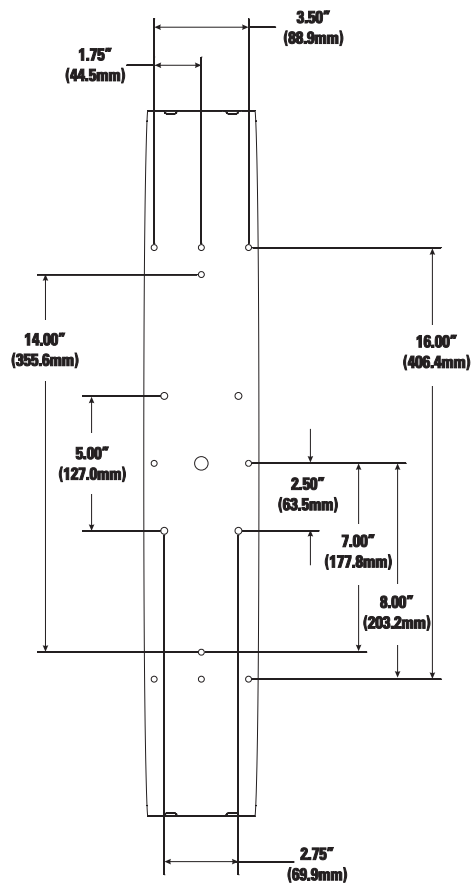 3.50″
(88.9mm)
1.75″
(44.5mm)
14.00″
(355.6mm)
16.00″
(406.4mm)
5.00″
(127.0mm)
2.50″
(63.5mm)
7.00″
(177.8mm)
8.00″
(203.2mm)
2.75″
(69.9mm)